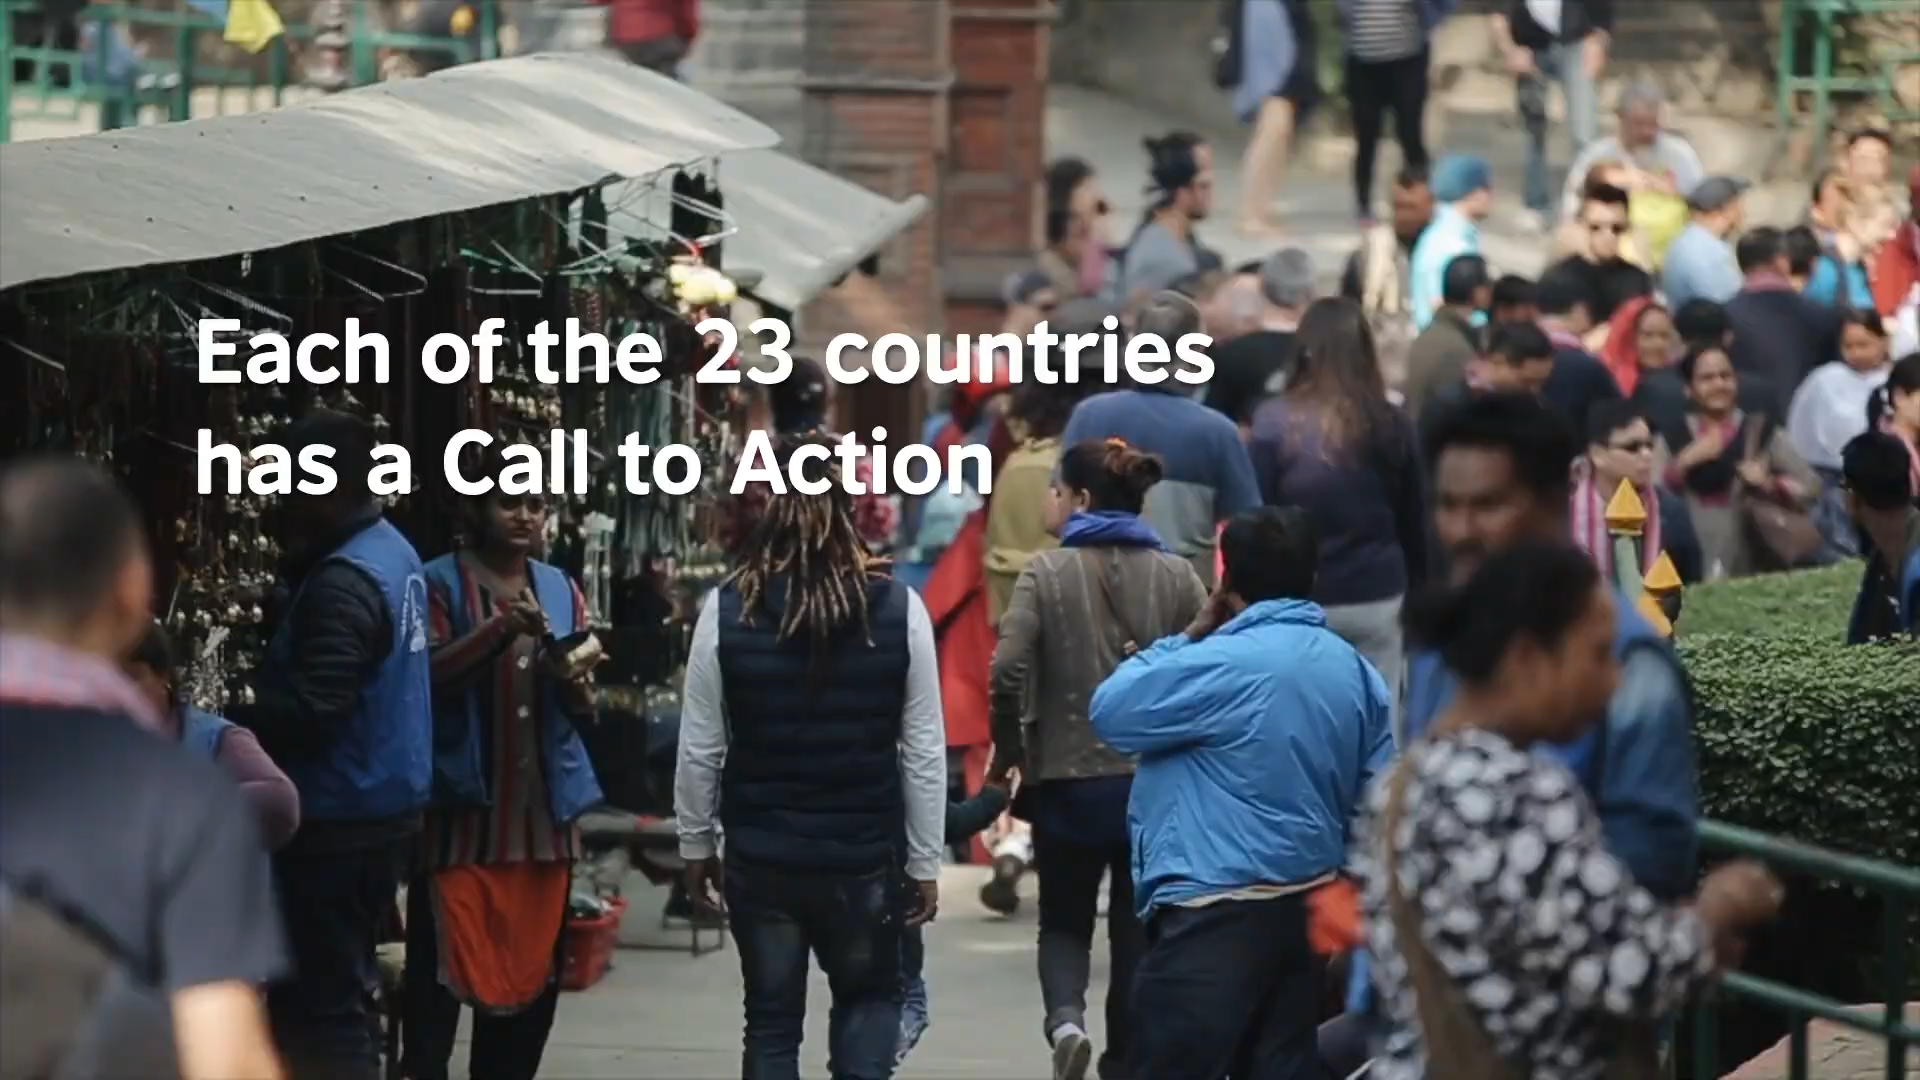 Each of the 23 countries
has a Call to Action